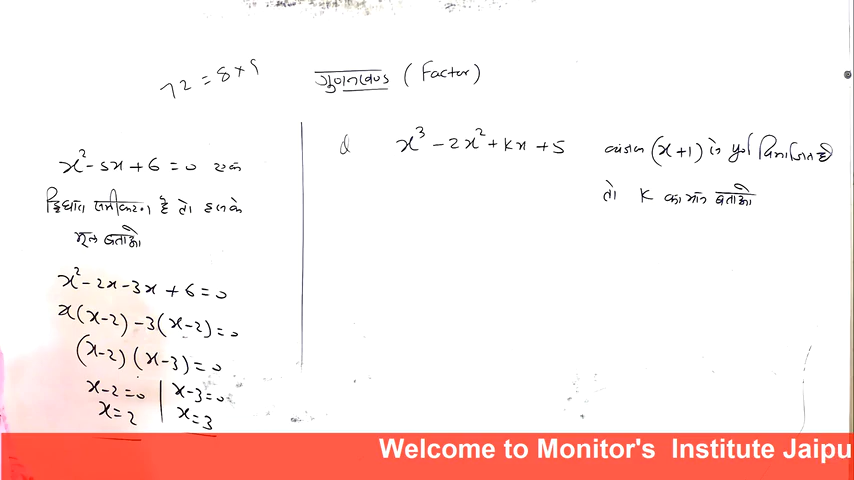 72 = 8 × 9
गुणनखण्ड (Factor)
x² - 5x + 6 = 0 एक
द्विघात समीकरण है तो इसके
मूल बताओ
x² - 2x - 3x + 6 = 0
x(x-2) - 3(x-2) = 0
(x-2)(x-3) = 0
x-2=0 | x-3=0
x=2 | x=3
x³ - 2x² + kx + 5 व्यंजक (x+1) से पूर्ण विभाजित है
तो K का मान बताओ
Welcome to Monitor's Institute Jaipu